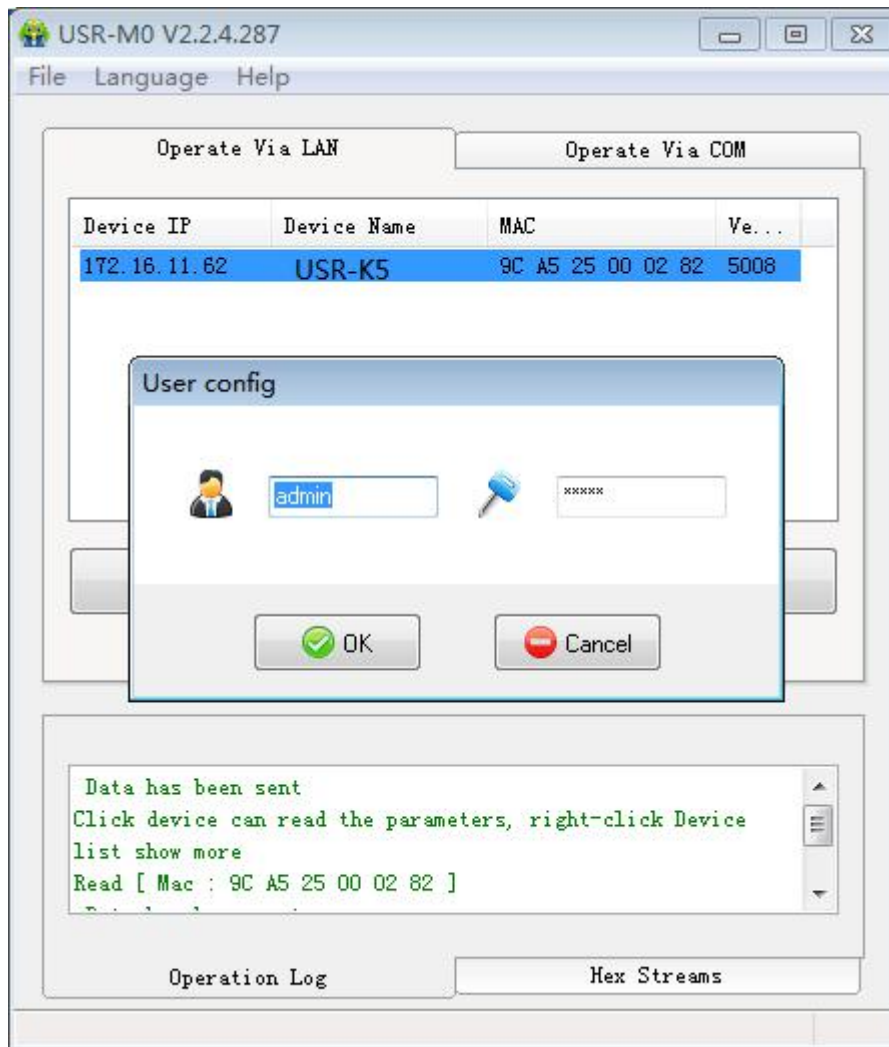 USR-M0 V2.2.4.287
File Language Help
Operate Via LAN Operate Via COM
Device IP Device Name MAC Ve...
172.16.11.62 USR-K5 9C A5 25 00 02 82 5008
User config
admin *****
OK Cancel
Data has been sent
Click device can read the parameters, right-click Device
list show more
Read [ Mac : 9C A5 25 00 02 82 ]
Operation Log Hex Streams